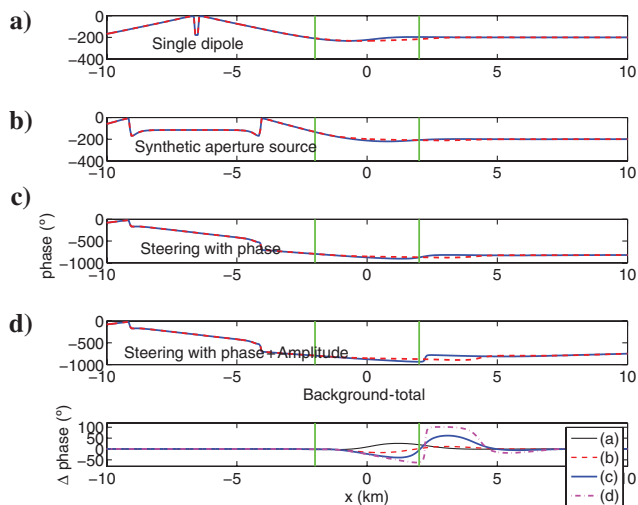 a)
0
−200
−400
Single dipole
−10 −5 0 5 10
b)
0
−200
−400
Synthetic aperture source
−10 −5 0 5 10
c)
phase (°)
0
−500
−1000
Steering with phase
−10 −5 0 5 10
d)
0
−500
−1000
Steering with phase+Amplitude
−10 −5 0 5 10
Background-total
Δ phase (°)
100
50
0
−50
(a)
(b)
(c)
(d)
−10 −5 0 5 10
x (km)